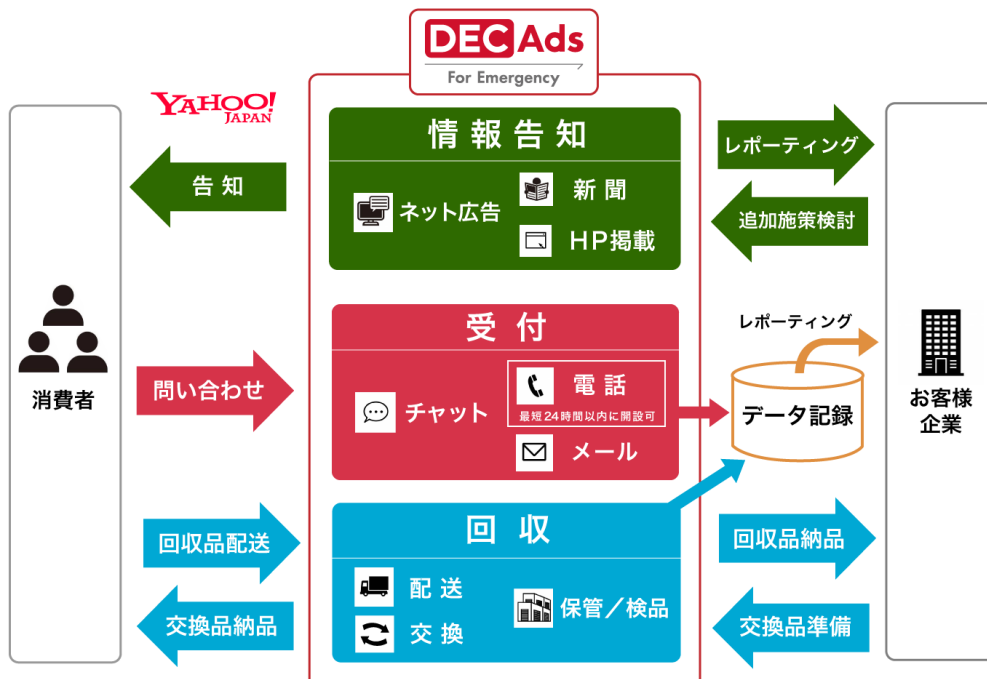 DEC Ads
For Emergency
YAHOO!
JAPAN
情報告知
ネット広告
新聞
HP掲載
告知
レポーティング
追加施策検討
消費者
問い合わせ
受付
チャット
電話
最短24時間以内に開設可
メール
レポーティング
データ記録
お客様
企業
回収品配送
交換品納品
回収
配送
交換
保管／検品
回収品納品
交換品準備